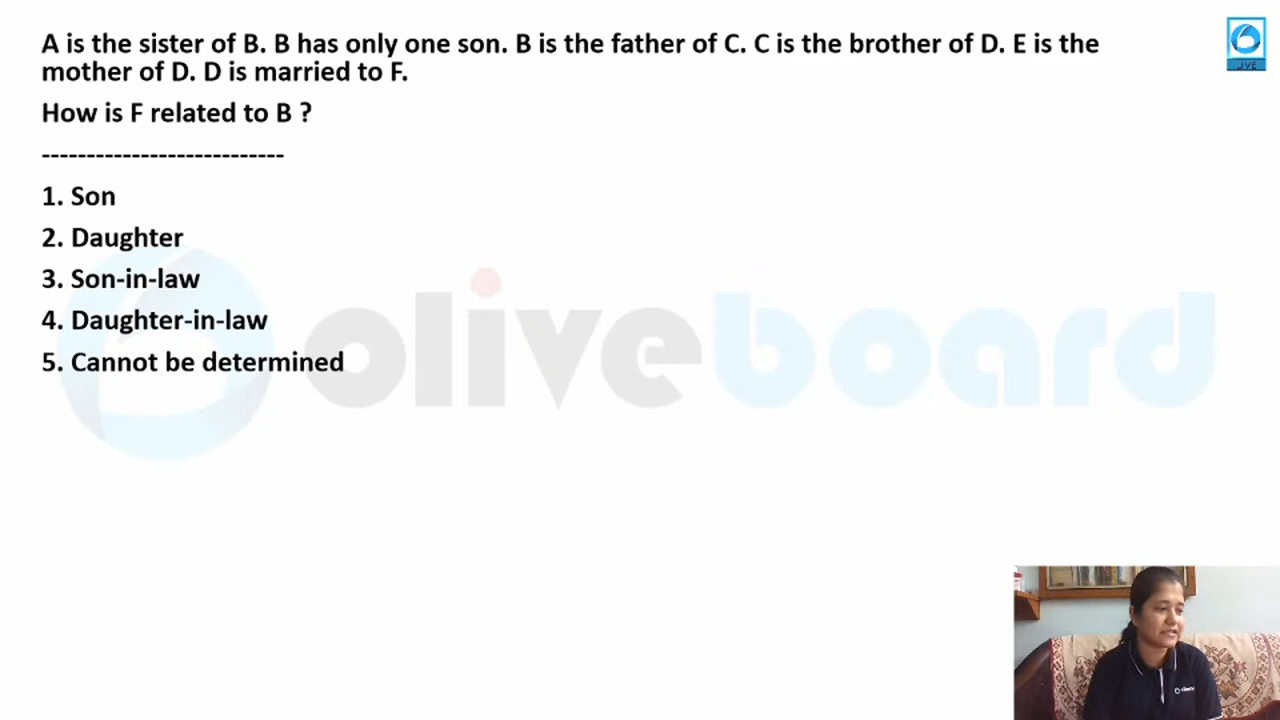 A is the sister of B. B has only one son. B is the father of C. C is the brother of D. E is the
mother of D. D is married to F.
How is F related to B ?
---------------------------
1. Son
2. Daughter
3. Son-in-law
4. Daughter-in-law
5. Cannot be determined
oliveboard
LIVE